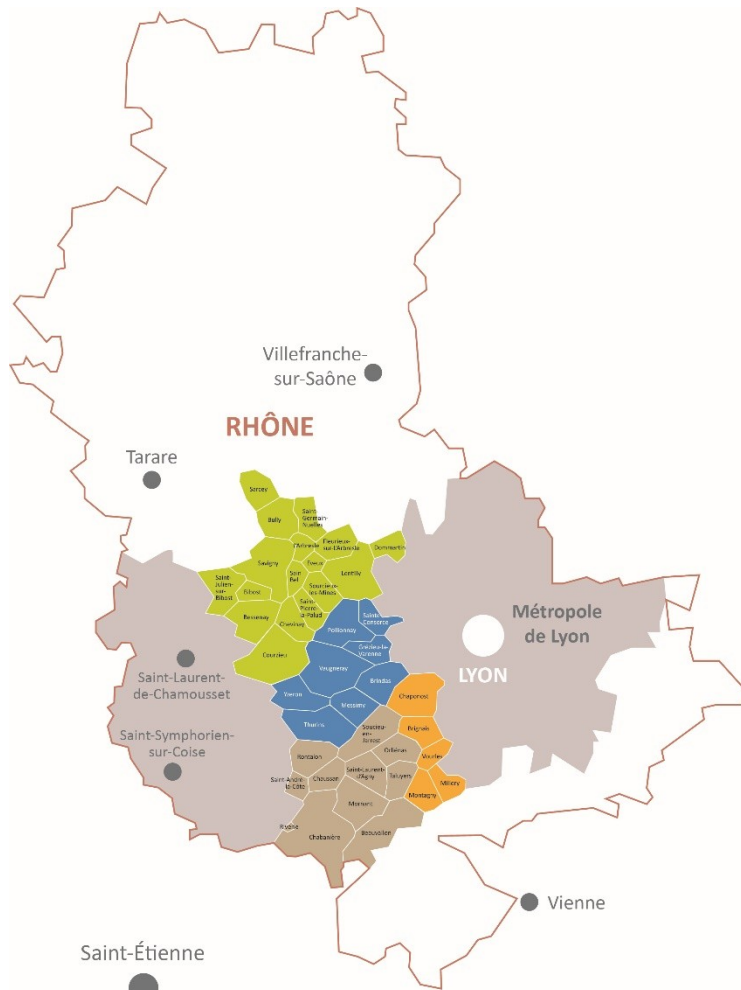 Villefranche-
sur-Saône
RHÔNE
Tarare
Sarcey
Bully
Saint-
Germain-
Nuelles
L'Arbresle
Fleurieux-
sur-L'Arbresle
Dommartin
Éveux
Savigny
Sain
Bel
Lentilly
Saint-
Julien-
sur-
Bibost
Bibost
Sourcieux-
les-Mines
Saint-
Pierre-
la-Palud
Bessenay
Chevinay
Sainte-
Consorce
Pollionnay
Métropole
de Lyon
Courzieu
Grézieu-la-
Varenne
LYON
Vaugneray
Saint-Laurent-
de-Chamousset
Brindas
Yzeron
Chaponost
Messimy
Thurins
Soucieu-
en-
Jarrest
Brignais
Saint-Symphorien-
sur-Coise
Orliénas
Vourles
Rontalon
Saint-Laurent-
d'Agny
Taluyers
Saint-André-
la-Côte
Chaussan
Millery
Montagny
Mornant
Riverie
Chabanière
Beauvallon
Vienne
Saint-Étienne